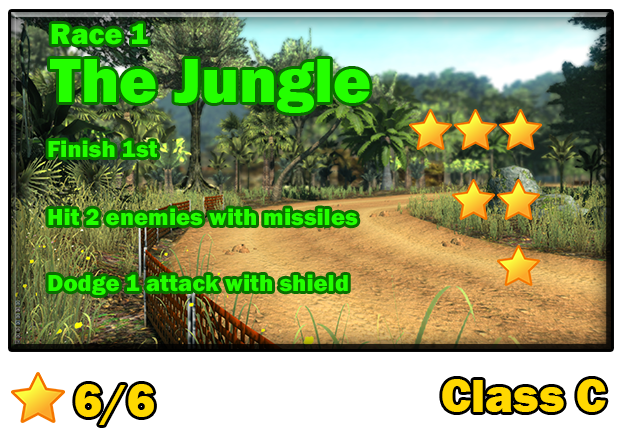 Race 1
The Jungle
Finish 1st
Hit 2 enemies with missiles
Dodge 1 attack with shield
6/6
Class C